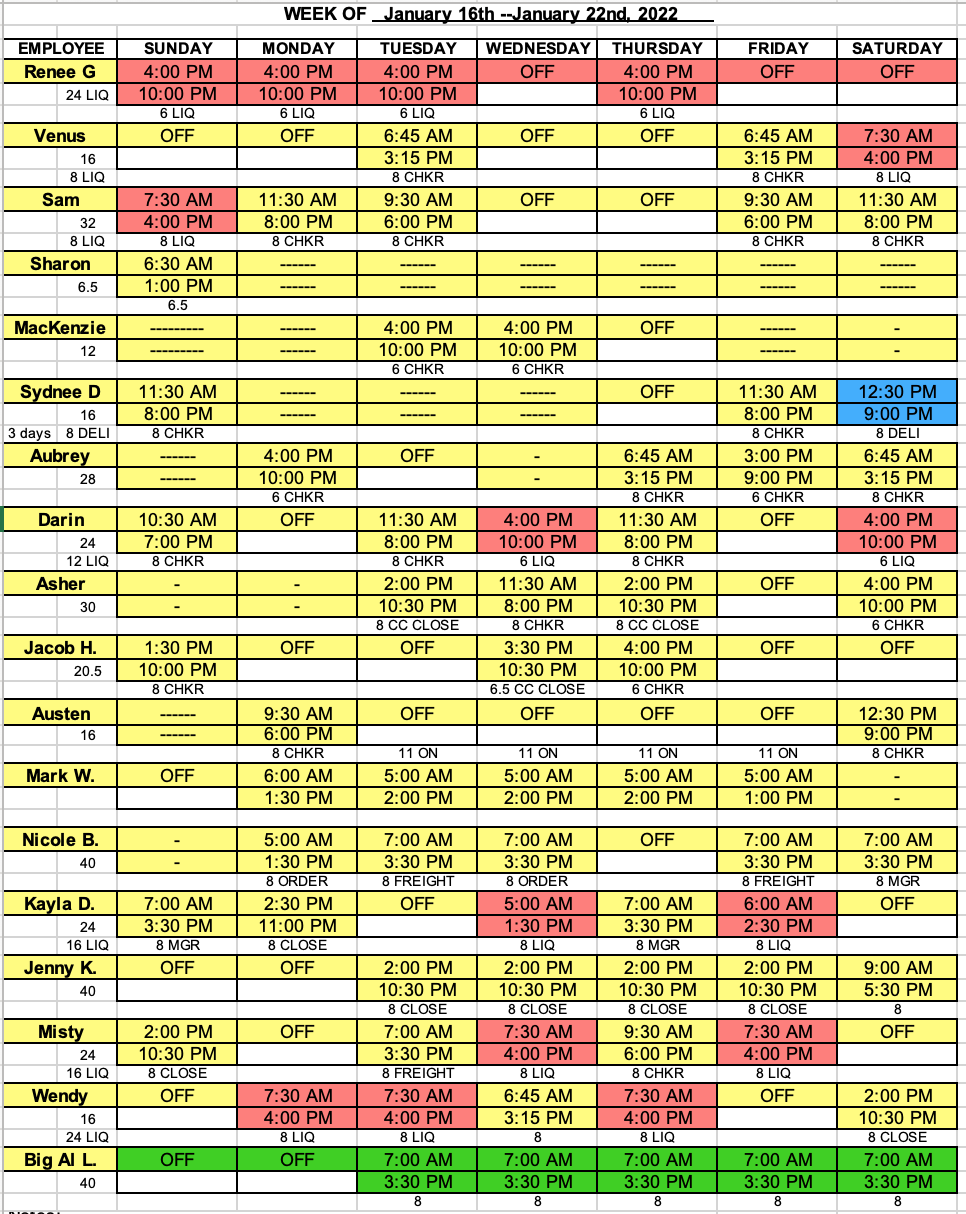 WEEK OF January 16th --January 22nd, 2022
EMPLOYEE SUNDAY MONDAY TUESDAY WEDNESDAY THURSDAY FRIDAY SATURDAY
Renee G 4:00 PM 4:00 PM 4:00 PM OFF 4:00 PM OFF OFF
24 LIQ 10:00 PM 10:00 PM 10:00 PM 10:00 PM
6 LIQ 6 LIQ 6 LIQ 6 LIQ
Venus OFF OFF 6:45 AM OFF OFF 6:45 AM 7:30 AM
16 3:15 PM 3:15 PM 4:00 PM
8 LIQ 8 CHKR 8 CHKR 8 LIQ
Sam 7:30 AM 11:30 AM 9:30 AM OFF OFF 9:30 AM 11:30 AM
32 4:00 PM 8:00 PM 6:00 PM 6:00 PM 8:00 PM
8 LIQ 8 LIQ 8 CHKR 8 CHKR 8 CHKR 8 CHKR
Sharon 6:30 AM ------ ------ ------ ------ ------ ------
6.5 1:00 PM ------ ------ ------ ------ ------ ------
6.5
MacKenzie --------- ------ 4:00 PM 4:00 PM OFF ------ -
12 --------- ------ 10:00 PM 10:00 PM ------ -
6 CHKR 6 CHKR
Sydnee D 11:30 AM ------ ------ ------ OFF 11:30 AM 12:30 PM
16 8:00 PM ------ ------ ------ 8:00 PM 9:00 PM
3 days 8 DELI 8 CHKR 8 CHKR 8 DELI
Aubrey ------ 4:00 PM OFF - 6:45 AM 3:00 PM 6:45 AM
28 ------ 10:00 PM - 3:15 PM 9:00 PM 3:15 PM
6 CHKR 8 CHKR 6 CHKR 8 CHKR
Darin 10:30 AM OFF 11:30 AM 4:00 PM 11:30 AM OFF 4:00 PM
24 7:00 PM 8:00 PM 10:00 PM 8:00 PM 10:00 PM
12 LIQ 8 CHKR 8 CHKR 6 LIQ 8 CHKR 6 LIQ
Asher - - 2:00 PM 11:30 AM 2:00 PM OFF 4:00 PM
30 - - 10:30 PM 8:00 PM 10:30 PM 10:00 PM
8 CC CLOSE 8 CHKR 8 CC CLOSE 6 CHKR
Jacob H. 1:30 PM OFF OFF 3:30 PM 4:00 PM OFF OFF
20.5 10:00 PM 10:30 PM 10:00 PM
8 CHKR 6.5 CC CLOSE 6 CHKR
Austen ------ 9:30 AM OFF OFF OFF OFF 12:30 PM
16 ------ 6:00 PM 9:00 PM
8 CHKR 11 ON 11 ON 11 ON 11 ON 8 CHKR
Mark W. OFF 6:00 AM 5:00 AM 5:00 AM 5:00 AM 5:00 AM -
1:30 PM 2:00 PM 2:00 PM 2:00 PM 1:00 PM -
Nicole B. - 5:00 AM 7:00 AM 7:00 AM OFF 7:00 AM 7:00 AM
40 - 1:30 PM 3:30 PM 3:30 PM 3:30 PM 3:30 PM
8 ORDER 8 FREIGHT 8 ORDER 8 FREIGHT 8 MGR
Kayla D. 7:00 AM 2:30 PM OFF 5:00 AM 7:00 AM 6:00 AM OFF
24 3:30 PM 11:00 PM 1:30 PM 3:30 PM 2:30 PM
16 LIQ 8 MGR 8 CLOSE 8 LIQ 8 MGR 8 LIQ
Jenny K. OFF OFF 2:00 PM 2:00 PM 2:00 PM 2:00 PM 9:00 AM
40 10:30 PM 10:30 PM 10:30 PM 10:30 PM 5:30 PM
8 CLOSE 8 CLOSE 8 CLOSE 8 CLOSE 8
Misty 2:00 PM OFF 7:00 AM 7:30 AM 9:30 AM 7:30 AM OFF
24 10:30 PM 3:30 PM 4:00 PM 6:00 PM 4:00 PM
16 LIQ 8 CLOSE 8 FREIGHT 8 LIQ 8 CHKR 8 LIQ
Wendy OFF 7:30 AM 7:30 AM 6:45 AM 7:30 AM OFF 2:00 PM
16 4:00 PM 4:00 PM 3:15 PM 4:00 PM 10:30 PM
24 LIQ 8 LIQ 8 LIQ 8 8 LIQ 8 CLOSE
Big Al L. OFF OFF 7:00 AM 7:00 AM 7:00 AM 7:00 AM 7:00 AM
40 3:30 PM 3:30 PM 3:30 PM 3:30 PM 3:30 PM
8 8 8 8 8